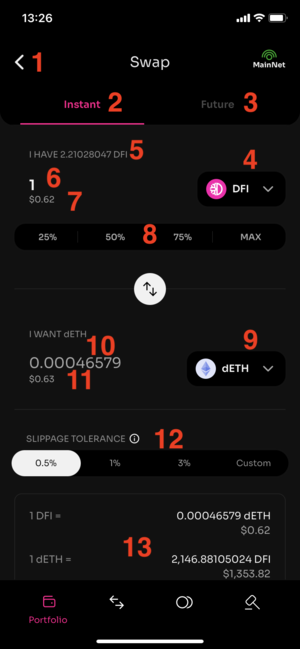 13:26
1 Swap MainNet
Instant 2 Future 3
I HAVE 2.21028047 DFI 5 4
1 6 DFI
$0.62 7
25% 50% 8 75% MAX
I WANT dETH 10 9
0.00046579 dETH
$0.63 11
SLIPPAGE TOLERANCE 12
0.5% 1% 3% Custom
1 DFI = 0.00046579 dETH
$0.62
13
1 dETH = 2,146.88105024 DFI
$1,353.82
Portfolio